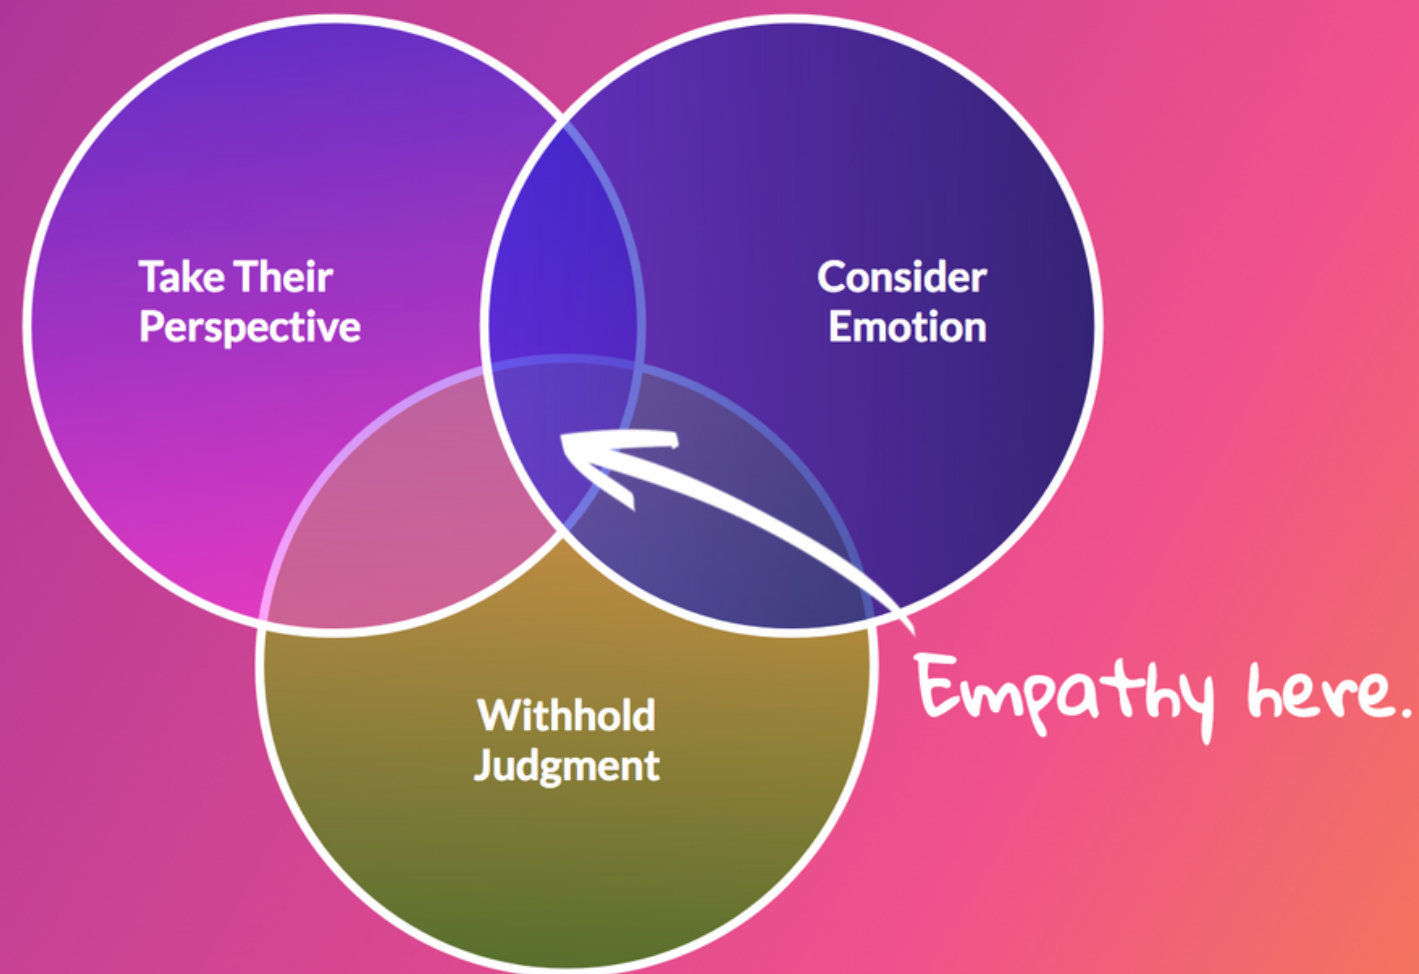 Take Their
Perspective
Consider
Emotion
Withhold
Judgment
Empathy here.